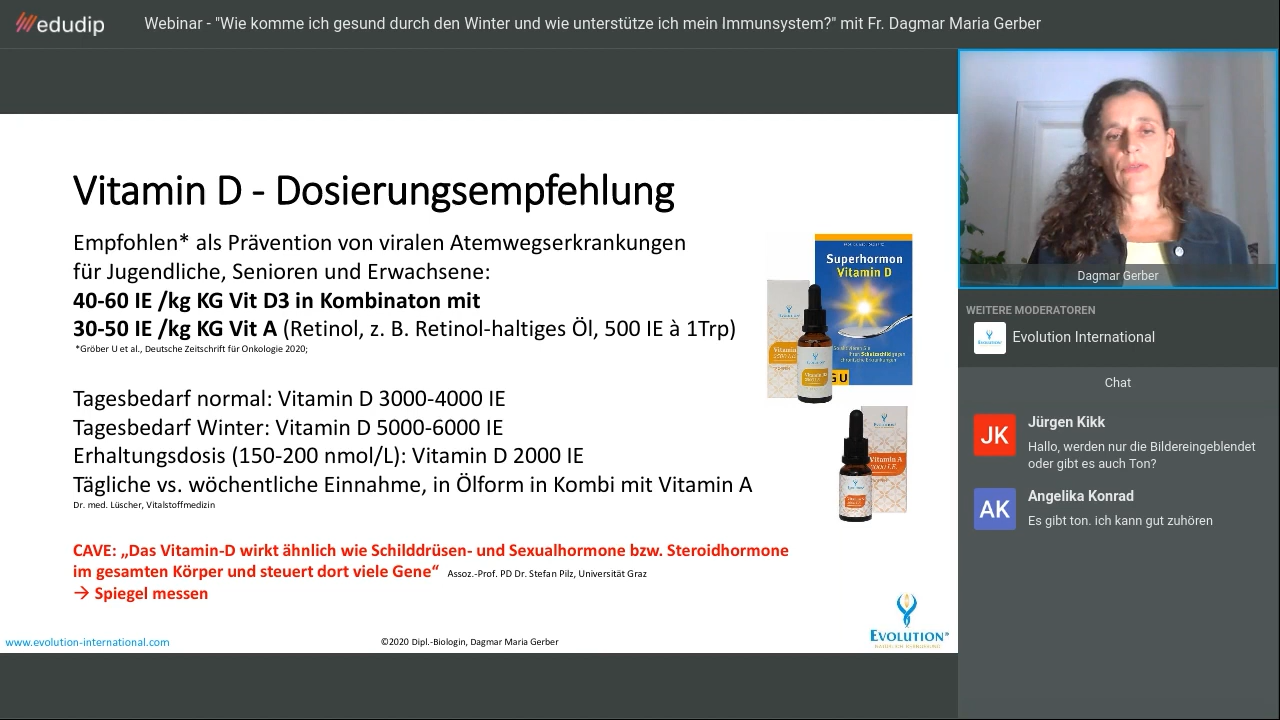 edudip
Webinar - "Wie komme ich gesund durch den Winter und wie unterstütze ich mein Immunsystem?" mit Fr. Dagmar Maria Gerber
Vitamin D - Dosierungsempfehlung
Empfohlen* als Prävention von viralen Atemwegserkrankungen
für Jugendliche, Senioren und Erwachsene:
40-60 IE /kg KG Vit D3 in Kombinaton mit
30-50 IE /kg KG Vit A (Retinol, z. B. Retinol-haltiges Öl, 500 IE à 1Trp)
*Gröber U et al., Deutsche Zeitschrift für Onkologie 2020;
Superhormon
Vitamin D
GU
Vitamin A
Tagesbedarf normal: Vitamin D 3000-4000 IE
Tagesbedarf Winter: Vitamin D 5000-6000 IE
Erhaltungsdosis (150-200 nmol/L): Vitamin D 2000 IE
Tägliche vs. wöchentliche Einnahme, in Ölform in Kombi mit Vitamin A
Dr. med. Lüscher, Vitalstoffmedizin
CAVE: „Das Vitamin-D wirkt ähnlich wie Schilddrüsen- und Sexualhormone bzw. Steroidhormone
im gesamten Körper und steuert dort viele Gene“ Assoz.-Prof. PD Dr. Stefan Pilz, Universität Graz
→ Spiegel messen
www.evolution-international.com
©2020 Dipl.-Biologin, Dagmar Maria Gerber
EVOLUTION®
Dagmar Gerber
WEITERE MODERATOREN
Evolution International
Chat
JK
Jürgen Kikk
Hallo, werden nur die Bildereingeblendet
oder gibt es auch Ton?
AK
Angelika Konrad
Es gibt ton. ich kann gut zuhören